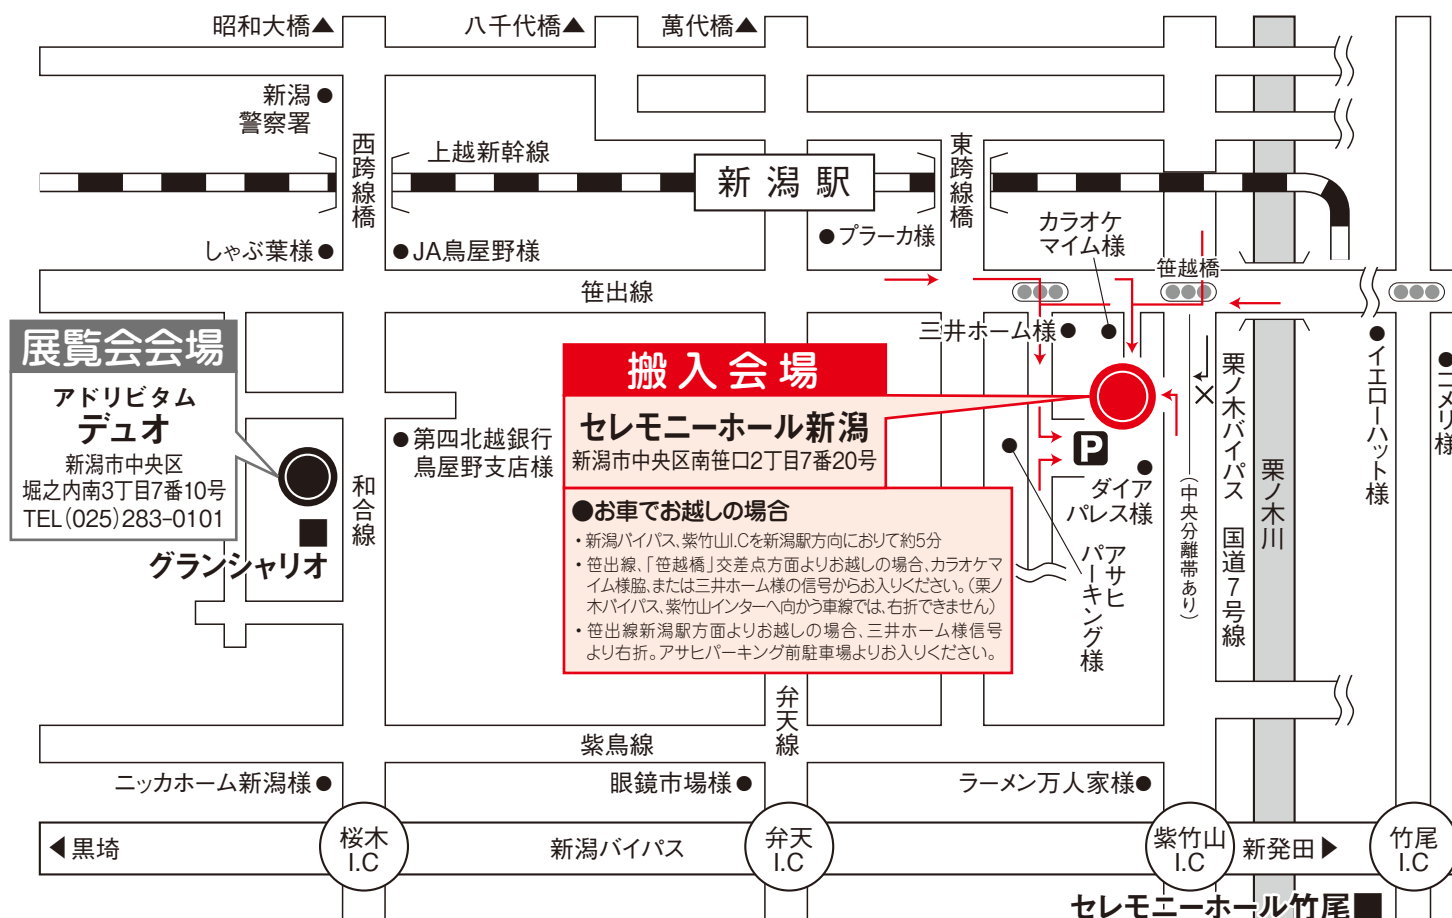 昭和大橋▲
八千代橋▲
萬代橋▲
新潟●
警察署
西跨線橋
上越新幹線
新潟駅
東跨線橋
しゃぶ葉様●
●JA鳥屋野様
●プラーカ様
カラオケ
マイム様
笹越橋
笹出線
三井ホーム様●
展覧会会場
アドリビタム
デュオ
新潟市中央区
堀之内南3丁目7番10号
TEL(025)283-0101
グランシャリオ
和合線
●第四北越銀行
鳥屋野支店様
搬入会場
セレモニーホール新潟
新潟市中央区南笹口2丁目7番20号
●お車でお越しの場合
・新潟バイパス、紫竹山I.Cを新潟駅方向におりて約5分
・笹出線、「笹越橋」交差点方面よりお越しの場合、カラオケマ
イム様脇、または三井ホーム様の信号からお入りください。(栗ノ
木バイパス、紫竹山インターへ向かう車線では、右折できません)
・笹出線新潟駅方面よりお越しの場合、三井ホーム様信号
より右折。アサヒパーキング前駐車場よりお入りください。
P
ダイア
パレス様
アサヒ
パーキング様
(中央分離帯あり)
栗ノ木バイパス 国道7号線
栗ノ木川
●イエローハット様
●コメリ様
弁天線
紫鳥線
ニッカホーム新潟様●
眼鏡市場様●
ラーメン万人家様●
◀黒埼
桜木
I.C
新潟バイパス
弁天
I.C
紫竹山
I.C
新発田▶
竹尾
I.C
セレモニーホール竹尾■